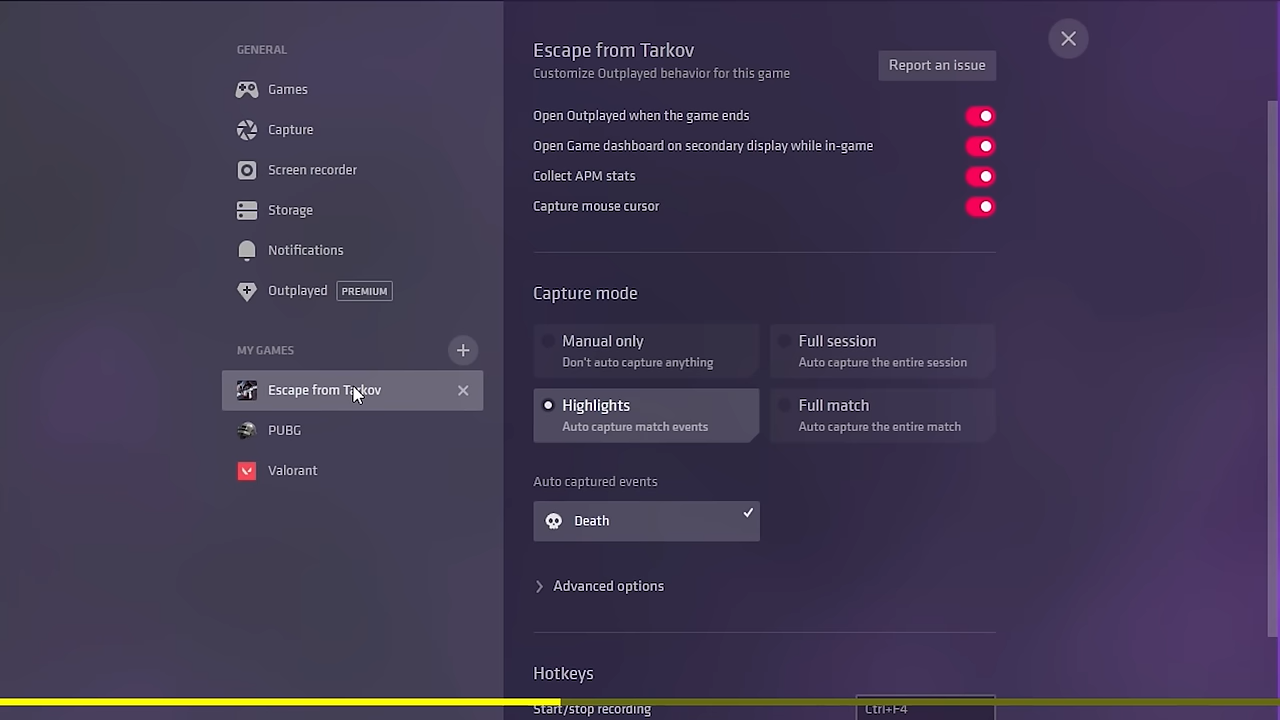 GENERAL
Games
Capture
Screen recorder
Storage
Notifications
Outplayed PREMIUM
MY GAMES
Escape from Tarkov
PUBG
Valorant
Escape from Tarkov
Customize Outplayed behavior for this game
Report an issue
Open Outplayed when the game ends
Open Game dashboard on secondary display while in-game
Collect APM stats
Capture mouse cursor
Capture mode
Manual only
Don't auto capture anything
Full session
Auto capture the entire session
Highlights
Auto capture match events
Full match
Auto capture the entire match
Auto captured events
Death
Advanced options
Hotkeys
Start/stop recording
Ctrl+F4